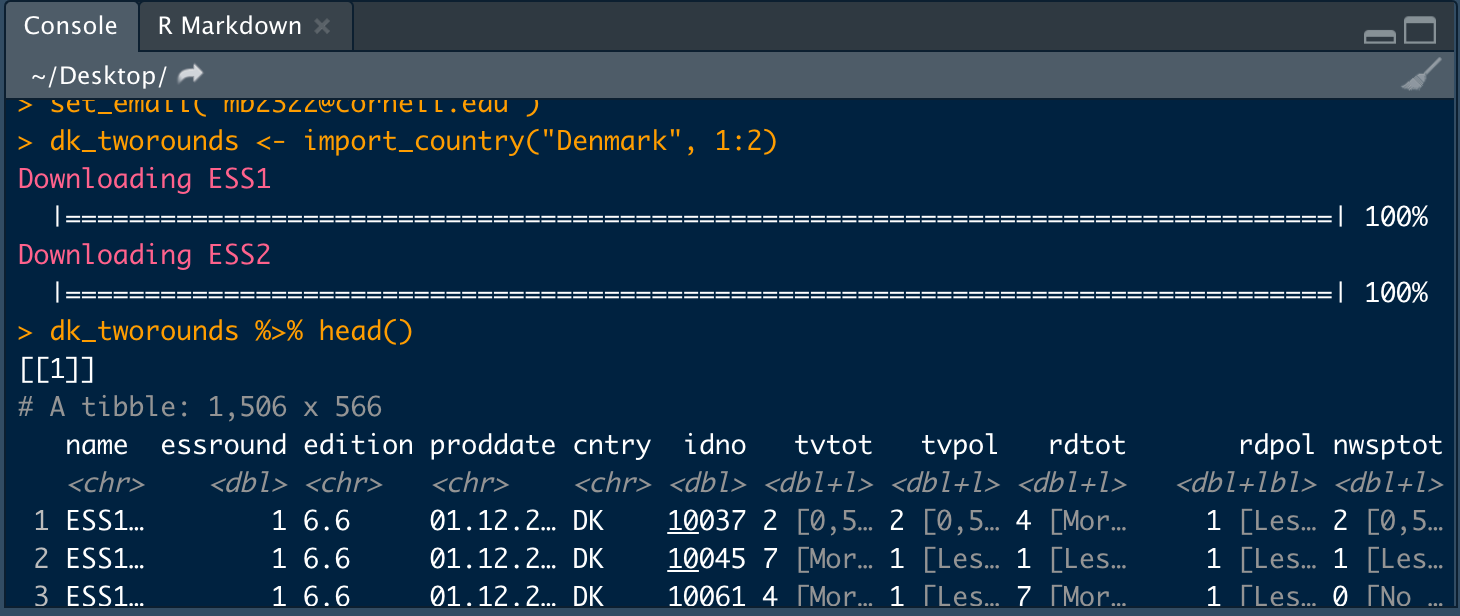 Console R Markdown
~/Desktop/
> set_email("mb2322@cornell.edu")
> dk_tworounds <- import_country("Denmark", 1:2)
Downloading ESS1
|================================================================================| 100%
Downloading ESS2
|================================================================================| 100%
> dk_tworounds %>% head()
[[1]]
# A tibble: 1,506 x 566
name essround edition proddate cntry idno tvtot tvpol rdtot rdpol nwsptot
<chr> <dbl> <chr> <chr> <chr> <dbl> <dbl+l> <dbl+l> <dbl+l> <dbl+lbl> <dbl+l>
1 ESS1… 1 6.6 01.12.2… DK 10037 2 [0,5… 2 [0,5… 4 [Mor… 1 [Les… 2 [0,5…
2 ESS1… 1 6.6 01.12.2… DK 10045 7 [Mor… 1 [Les… 1 [Les… 1 [Les… 1 [Les…
3 ESS1… 1 6.6 01.12.2… DK 10061 4 [Mor… 1 [Les… 7 [Mor… 1 [Les… 0 [No …